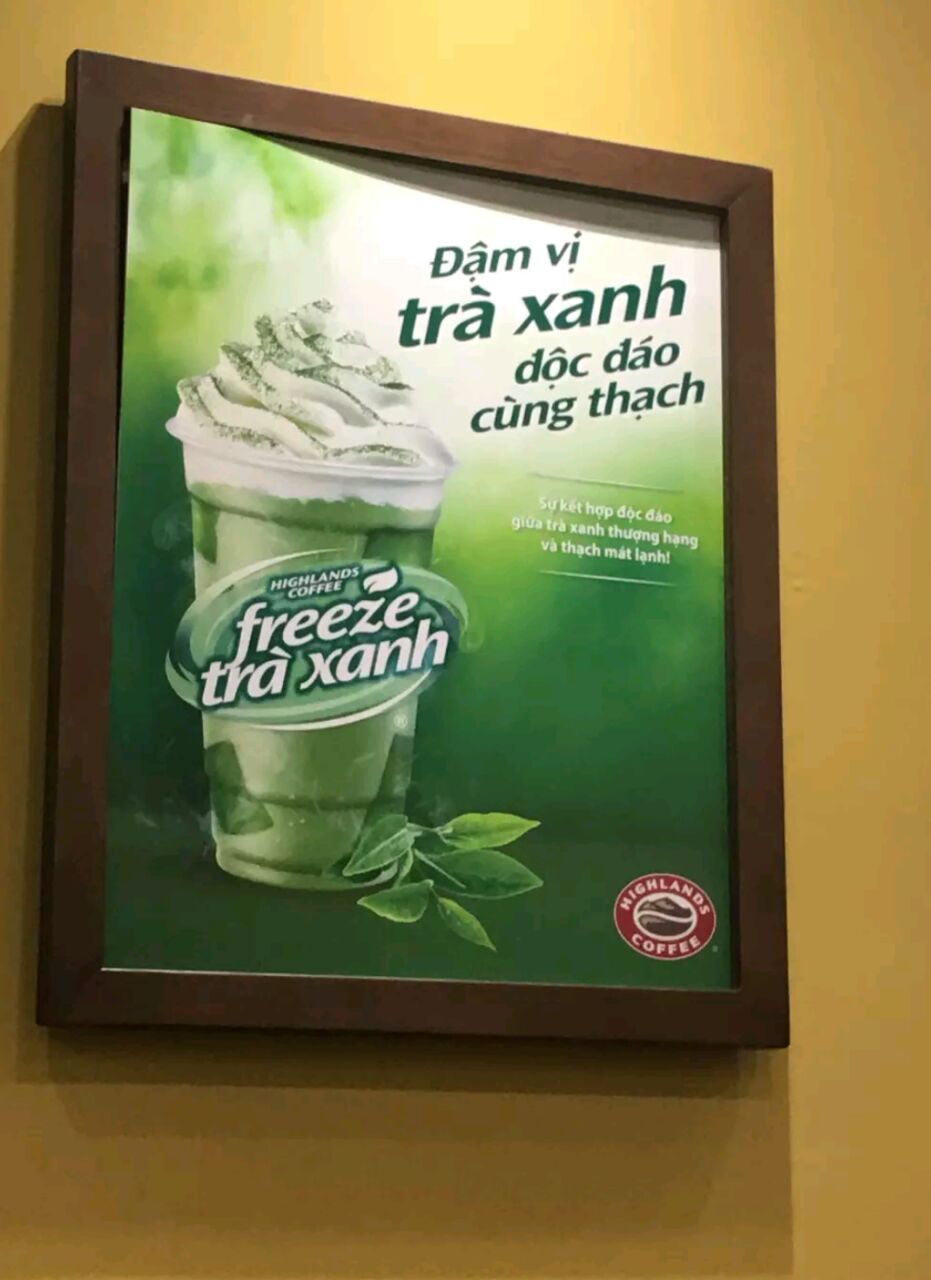 Đậm vị
trà xanh
độc đáo
cùng thạch
Sự kết hợp độc đáo
giữa trà xanh thượng hạng
và thạch mát lạnh!
HIGHLANDS
COFFEE
freeze
trà xanh
®
HIGHLANDS
COFFEE